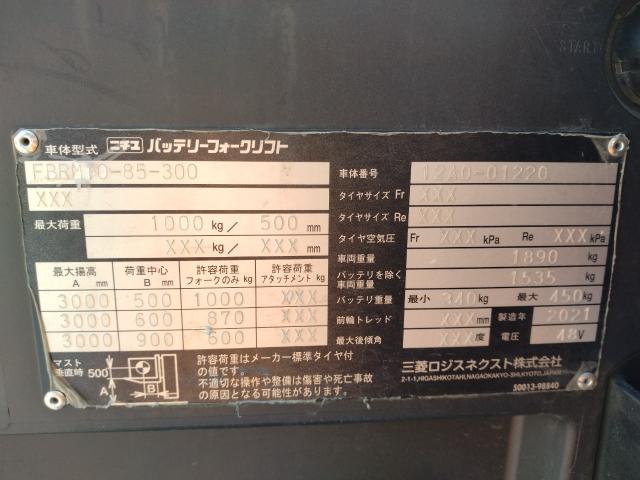 START
車体型式 ニチユ バッテリーフォークリフト
FBRM10-85-300
XXX
最大荷重 1000 kg／ 500 mm
XXX kg／ XXX mm
最大揚高 A mm 荷重中心 B mm 許容荷重 フォークのみ kg 許容荷重 アタッチメント kg
3000 500 1000 XXX
3000 600 870 XXX
3000 900 600 XXX
マスト垂直時 500 A B
許容荷重はメーカー標準タイヤ付
の値です。
不適切な操作や整備は傷害や死亡事故
の原因となる可能性があります。
車体番号 12A0-01220
タイヤサイズ Fr XXX
タイヤサイズ Re XXX
タイヤ空気圧 Fr XXX kPa Re XXX kPa
車両重量 1890 kg
バッテリを除く車両重量 1535 kg
バッテリ重量 最小 340 kg 最大 450 kg
前輪トレッド XXX mm 製造年 2021
最大後傾角 XXX 度 電圧 48 V
三菱ロジスネクスト株式会社
2-1-1,HIGASHIKOTARI,NAGAOKAKYO-SHI,KYOTO,JAPAN
50013-98840